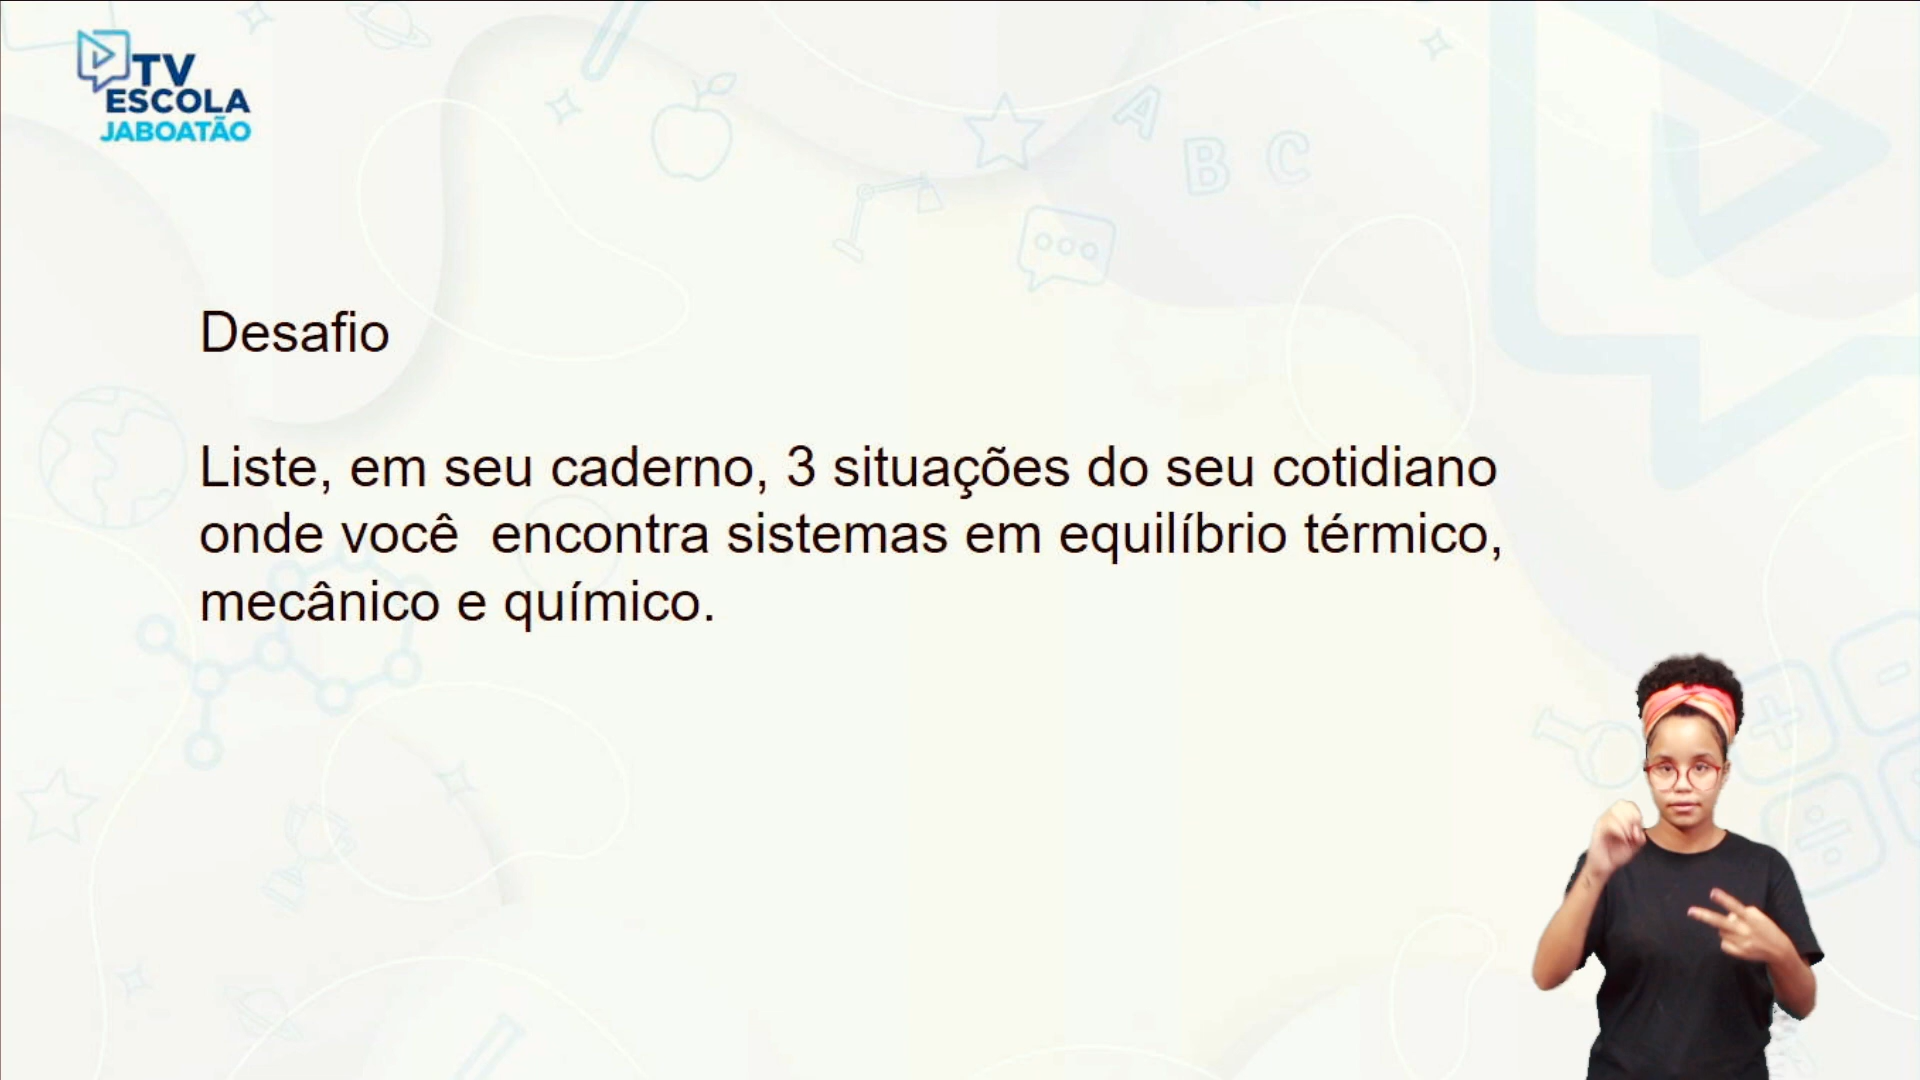 TV
ESCOLA
JABOATÃO
A B C
Desafio
Liste, em seu caderno, 3 situações do seu cotidiano
onde você  encontra sistemas em equilíbrio térmico,
mecânico e químico.